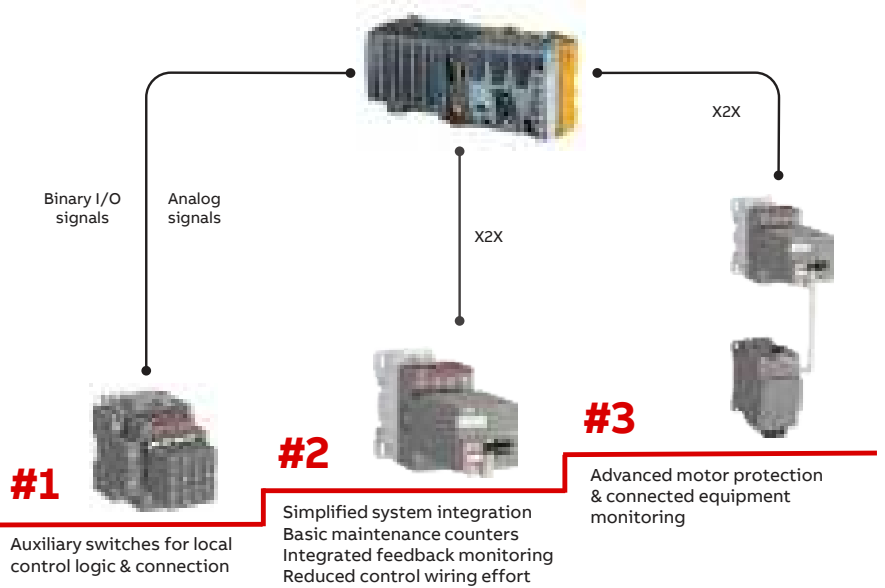 X2X
Binary I/O
signals
Analog
signals
X2X
#1
Auxiliary switches for local
control logic & connection
#2
Simplified system integration
Basic maintenance counters
Integrated feedback monitoring
Reduced control wiring effort
#3
Advanced motor protection
& connected equipment
monitoring